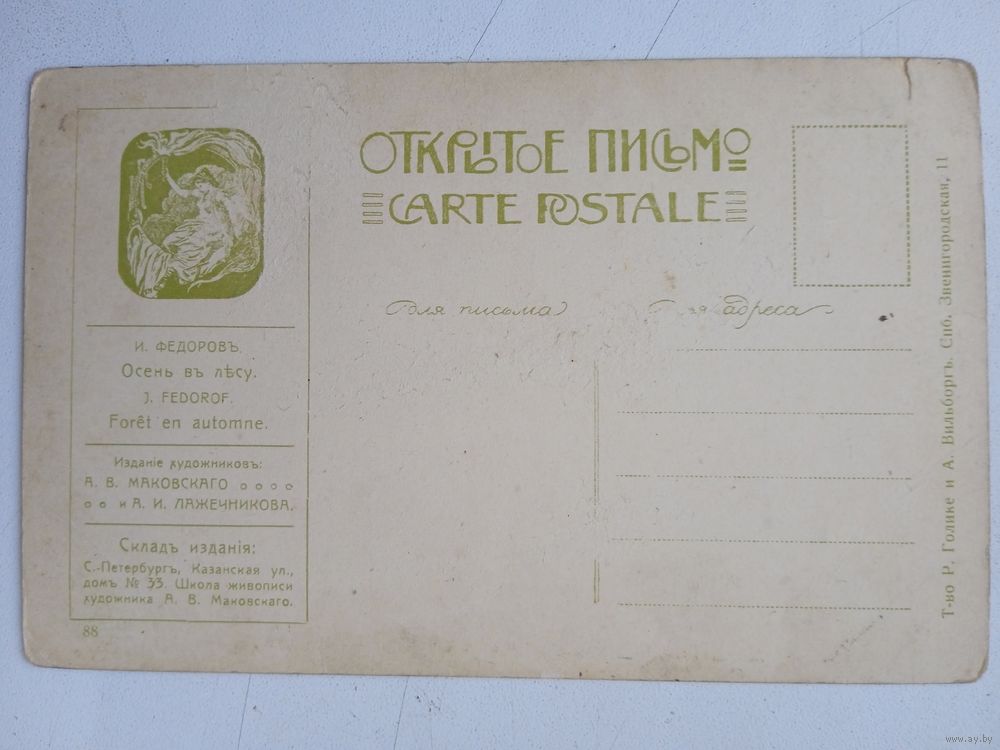 ОТКРЫТОЕ ПИСЬМО
CARTE POSTALE
для письма
адреса
И. ФЕДОРОВЪ.
Осень въ лѣсу.
J. FEDOROF.
Forêt en automne.
Изданіе художниковъ:
А. В. МАКОВСКАГО
и А. И. ЛАЖЕЧНИКОВА.
Складъ изданія:
С.-Петербургъ, Казанская ул.,
домъ № 33. Школа живописи
художника А. В. Маковскаго.
88
Т-во Р. Голике и А. Вильборгъ. Спб. Звенигородская, 11
www.ay.by